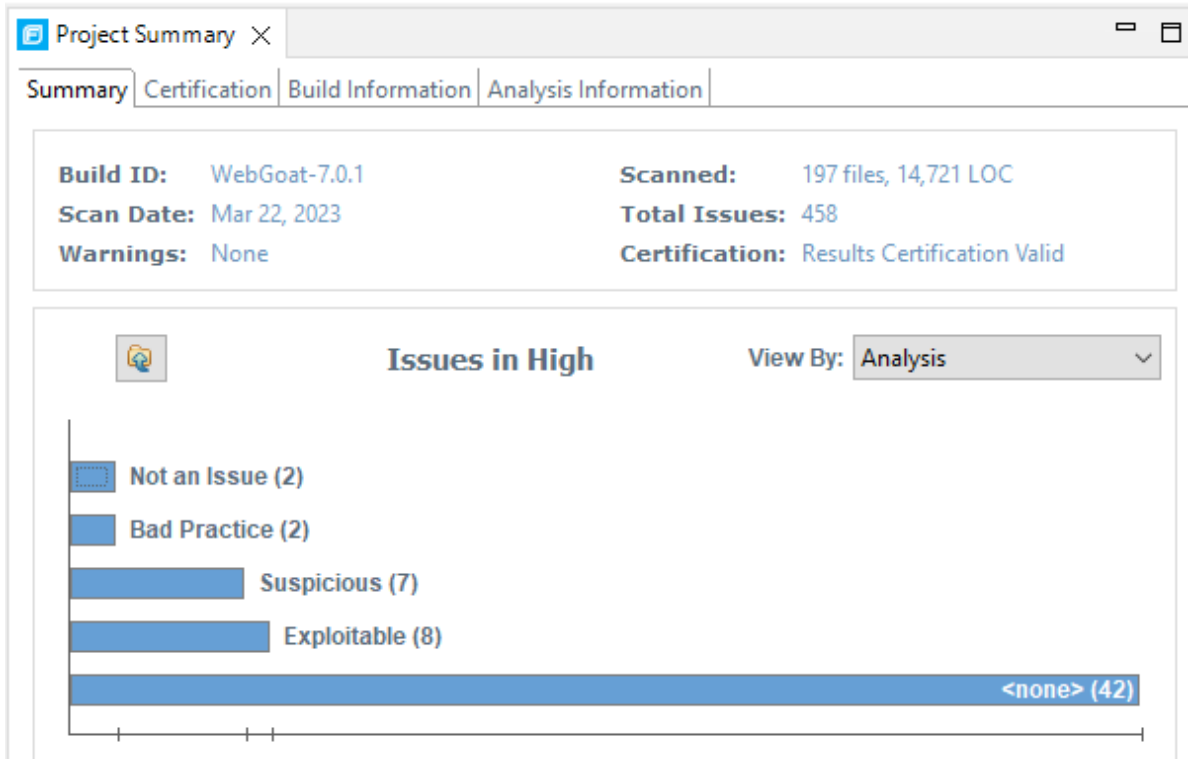 Project Summary
Summary Certification Build Information Analysis Information
Build ID: WebGoat-7.0.1 Scanned: 197 files, 14,721 LOC
Scan Date: Mar 22, 2023 Total Issues: 458
Warnings: None Certification: Results Certification Valid
Issues in High View By: Analysis
Not an Issue (2)
Bad Practice (2)
Suspicious (7)
Exploitable (8)
<none> (42)